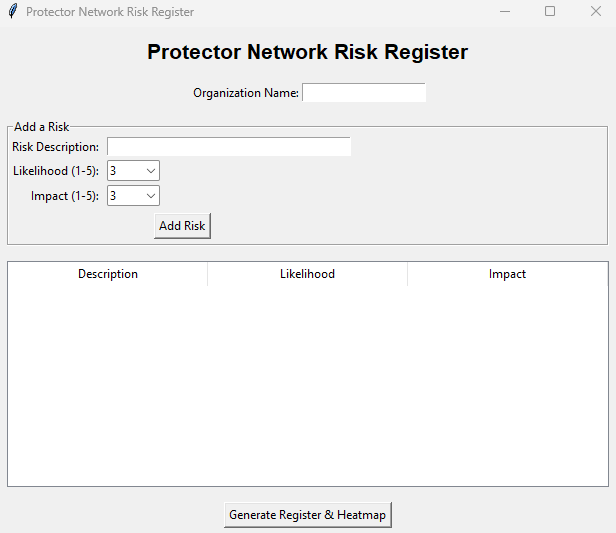 Protector Network Risk Register
Protector Network Risk Register
Organization Name:
Add a Risk
Risk Description:
Likelihood (1-5): 3
Impact (1-5): 3
Add Risk
Description Likelihood Impact
Generate Register & Heatmap